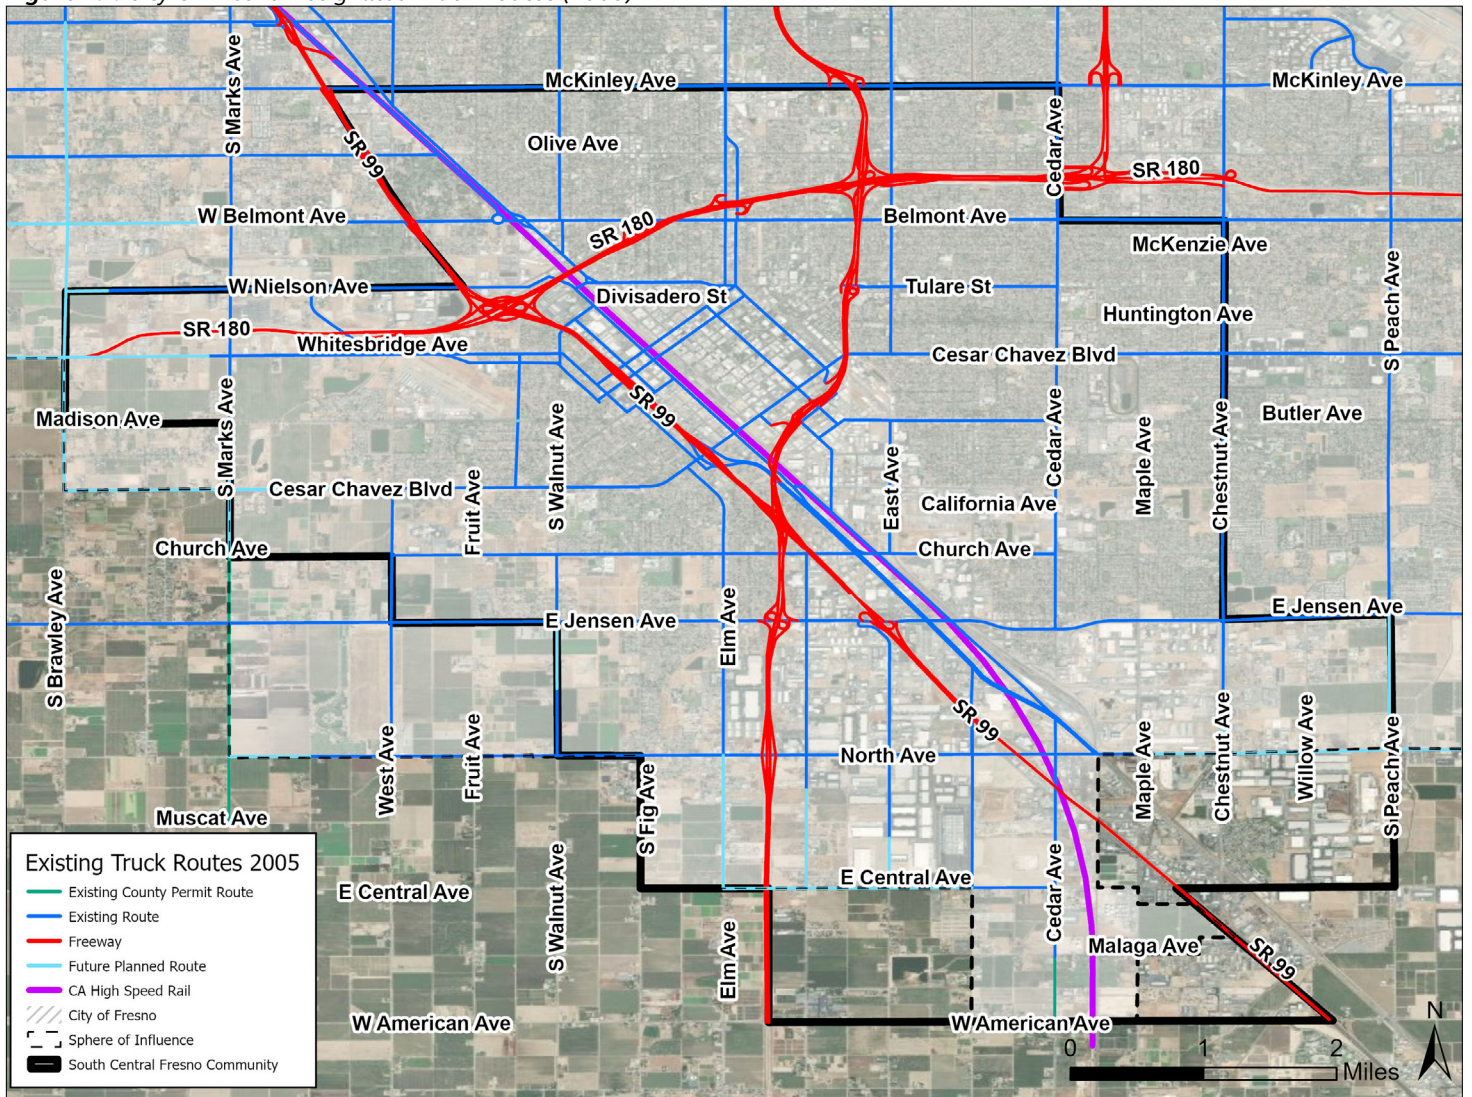 McKinley Ave
McKinley Ave
S Marks Ave
Olive Ave
Cedar Ave
SR 99
SR 180
W Belmont Ave
SR 180
Belmont Ave
McKenzie Ave
W Nielson Ave
Divisadero St
Tulare St
S Peach Ave
SR 180
Whitesbridge Ave
Huntington Ave
Cesar Chavez Blvd
SR 99
Madison Ave
S Marks Ave
S Walnut Ave
Cedar Ave
Maple Ave
Chestnut Ave
Butler Ave
Cesar Chavez Blvd
Fruit Ave
East Ave
California Ave
Church Ave
Church Ave
S Brawley Ave
E Jensen Ave
Elm Ave
E Jensen Ave
SR 99
West Ave
Fruit Ave
North Ave
Maple Ave
Chestnut Ave
Willow Ave
S Peach Ave
Muscat Ave
S Fig Ave
E Central Ave
S Walnut Ave
E Central Ave
Cedar Ave
Elm Ave
Malaga Ave
SR 99
W American Ave
W American Ave
Existing Truck Routes 2005
Existing County Permit Route
Existing Route
Freeway
Future Planned Route
CA High Speed Rail
City of Fresno
Sphere of Influence
South Central Fresno Community
N
0 1 2
Miles